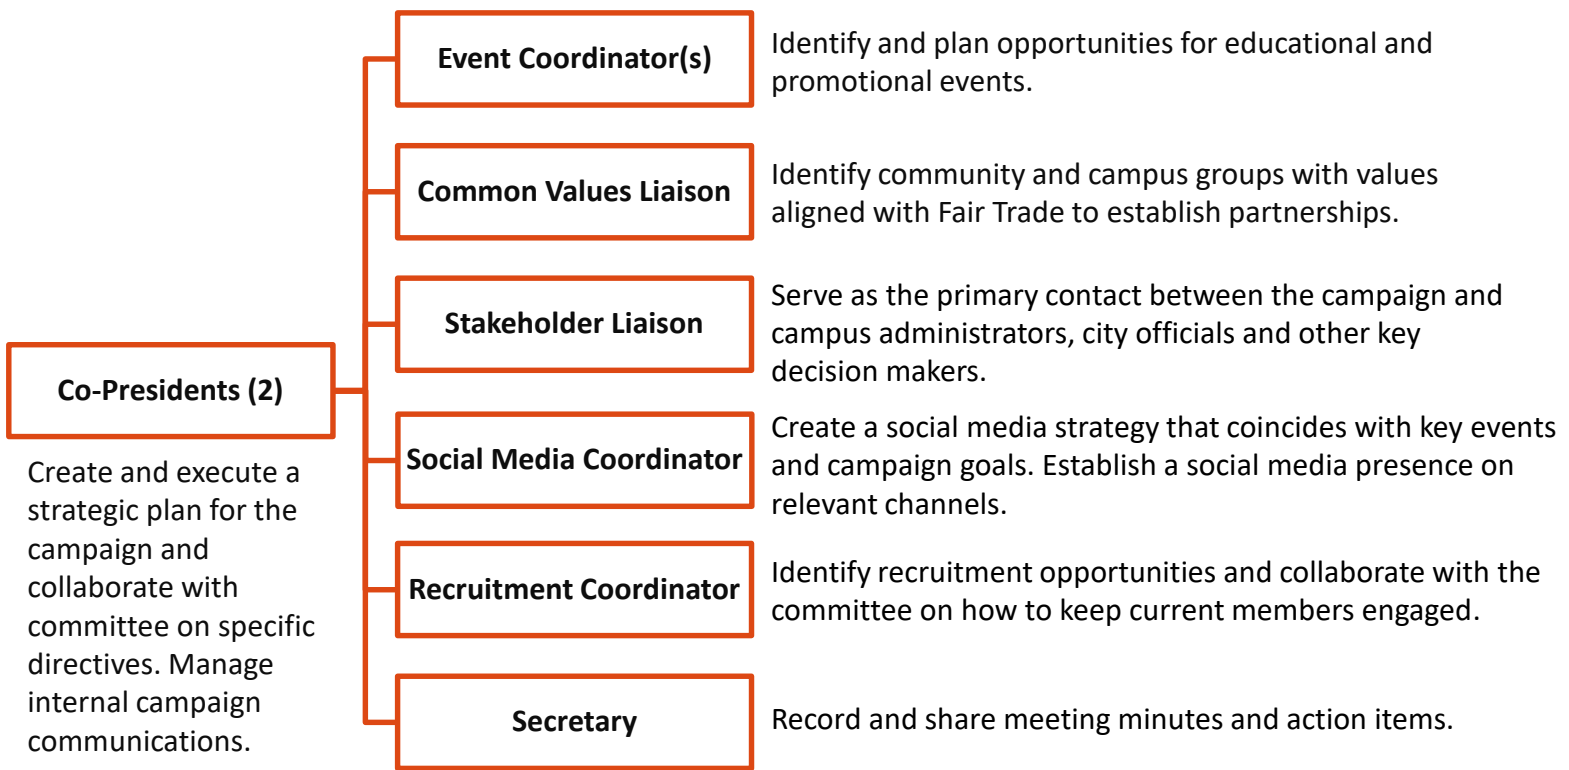 Event Coordinator(s)
Identify and plan opportunities for educational and
promotional events.
Common Values Liaison
Identify community and campus groups with values
aligned with Fair Trade to establish partnerships.
Stakeholder Liaison
Serve as the primary contact between the campaign and
campus administrators, city officials and other key
decision makers.
Co-Presidents (2)
Create and execute a
strategic plan for the
campaign and
collaborate with
committee on specific
directives. Manage
internal campaign
communications.
Social Media Coordinator
Create a social media strategy that coincides with key events
and campaign goals. Establish a social media presence on
relevant channels.
Recruitment Coordinator
Identify recruitment opportunities and collaborate with the
committee on how to keep current members engaged.
Secretary
Record and share meeting minutes and action items.